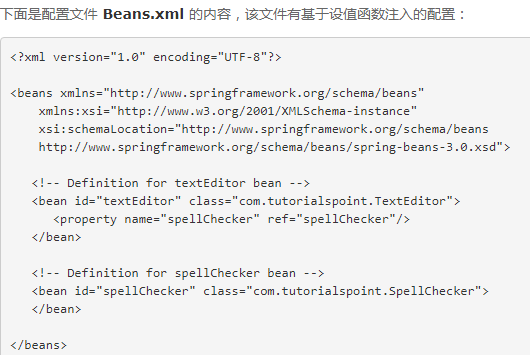 下面是配置文件 Beans.xml 的内容，该文件有基于设值函数注入的配置：
<?xml version="1.0" encoding="UTF-8"?>
<beans xmlns="http://www.springframework.org/schema/beans"
xmlns:xsi="http://www.w3.org/2001/XMLSchema-instance"
xsi:schemaLocation="http://www.springframework.org/schema/beans
http://www.springframework.org/schema/beans/spring-beans-3.0.xsd">
<!-- Definition for textEditor bean -->
<bean id="textEditor" class="com.tutorialspoint.TextEditor">
<property name="spellChecker" ref="spellChecker"/>
</bean>
<!-- Definition for spellChecker bean -->
<bean id="spellChecker" class="com.tutorialspoint.SpellChecker">
</bean>
</beans>